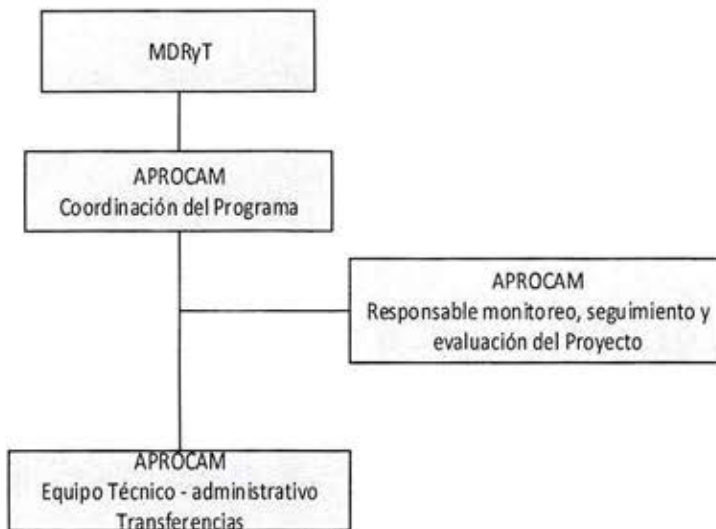 MDRyT
APROCAM
Coordinación del Programa
APROCAM
Responsable monitoreo, seguimiento y
evaluación del Proyecto
APROCAM
Equipo Técnico - administrativo
Transferencias